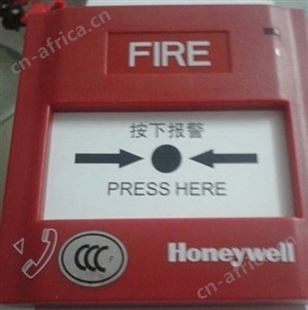 cn-africa.cn
FIRE
按下报警
PRESS HERE
CCC
F
Honeywell
cn-africa.cn